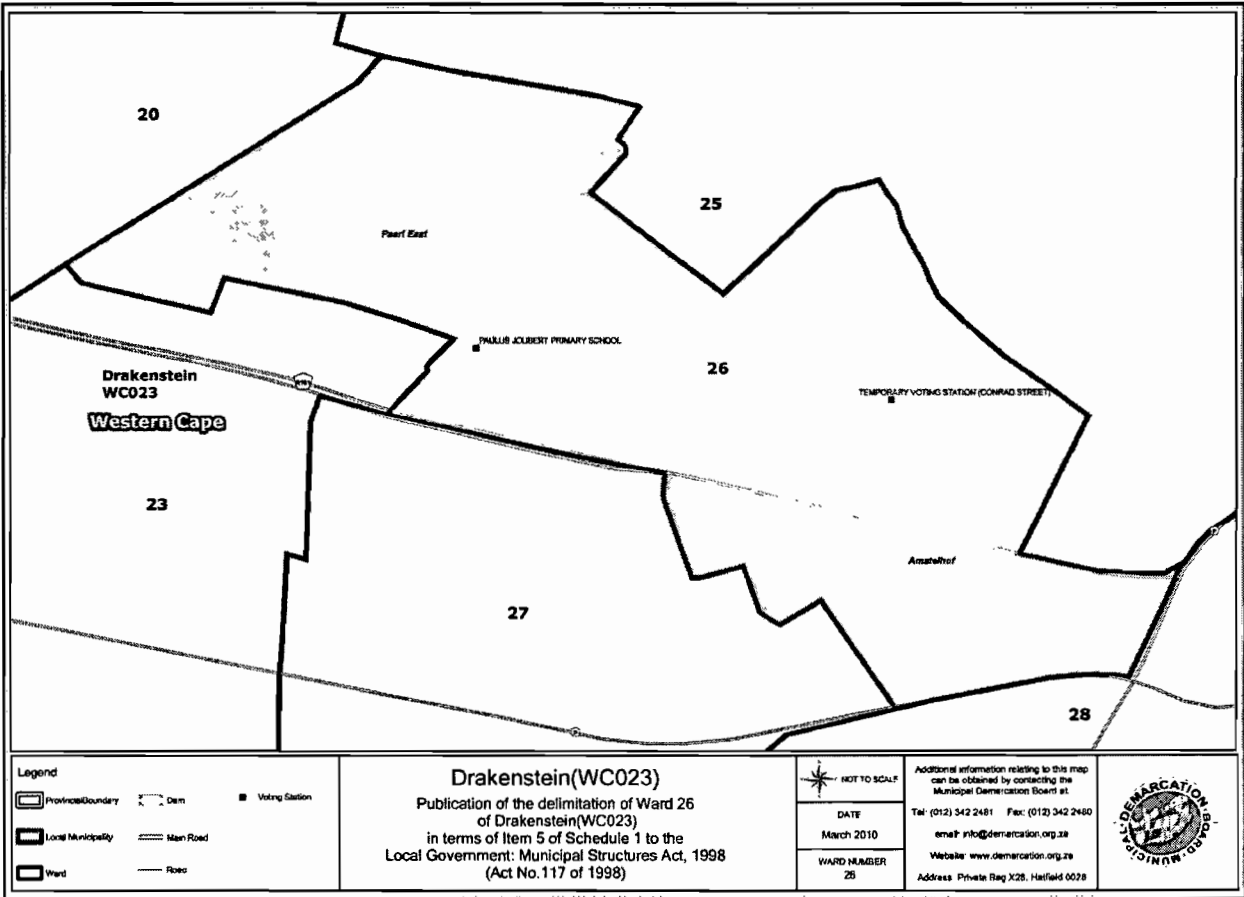 20
25
Paarl East
PAULUS JOUBERT PRIMARY SCHOOL
26
Drakenstein
WC023
TEMPORARY VOTING STATION (CONRAD STREET)
Western Cape
23
Amstelhof
27
28
Legend
Provincial Boundary
Dam
Voting Station
Local Municipality
Main Road
Ward
Road
Drakenstein(WC023)
Publication of the delimitation of Ward 26
of Drakenstein(WC023)
in terms of Item 5 of Schedule 1 to the
Local Government: Municipal Structures Act, 1998
(Act No.117 of 1998)
NOT TO SCALE
DATE
March 2010
WARD NUMBER
26
Additional information relating to this map
can be obtained by contacting the
Municipal Demarcation Board at
Tel: (012) 342 2481 Fax: (012) 342 2480
email: info@demarcation.org.za
Website: www.demarcation.org.za
Address: Private Bag X28, Hatfield 0028
MUNICIPAL DEMARCATION BOARD